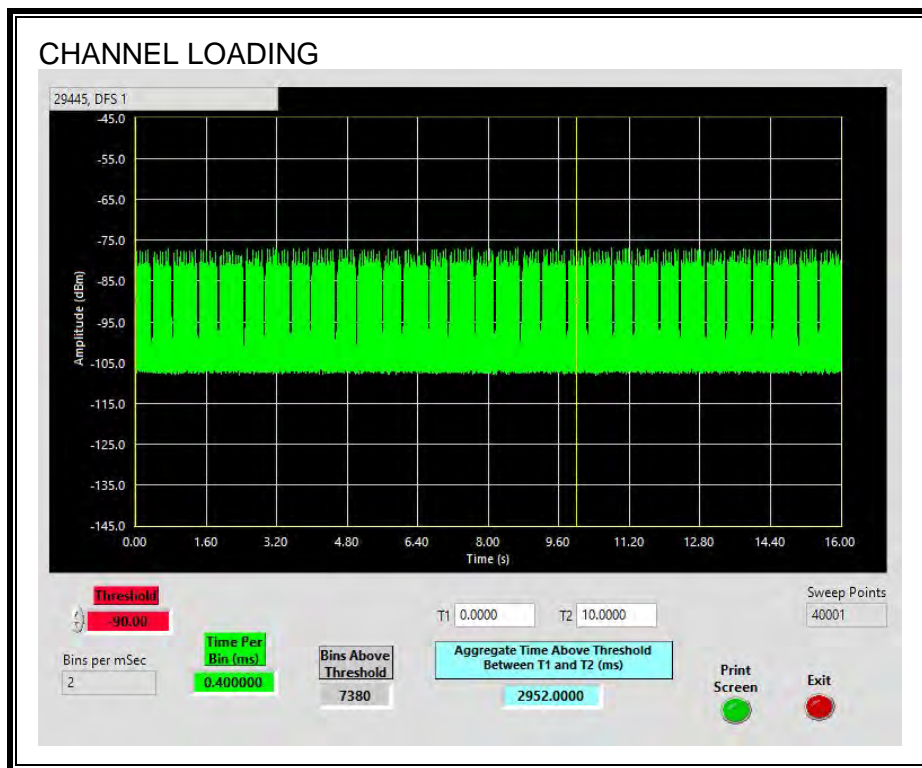 CHANNEL LOADING
29445, DFS 1
-45.0
-55.0
-65.0
-75.0
-85.0
-95.0
-105.0
-115.0
-125.0
-135.0
-145.0
Amplitude (dBm)
0.00 1.60 3.20 4.80 6.40 8.00 9.60 11.20 12.80 14.40 16.00
Time (s)
Threshold
-90.00
Bins per mSec
2
Time Per
Bin (ms)
0.400000
Bins Above
Threshold
7380
T1 0.0000 T2 10.0000
Aggregate Time Above Threshold
Between T1 and T2 (ms)
2952.0000
Sweep Points
40001
Print
Screen
Exit